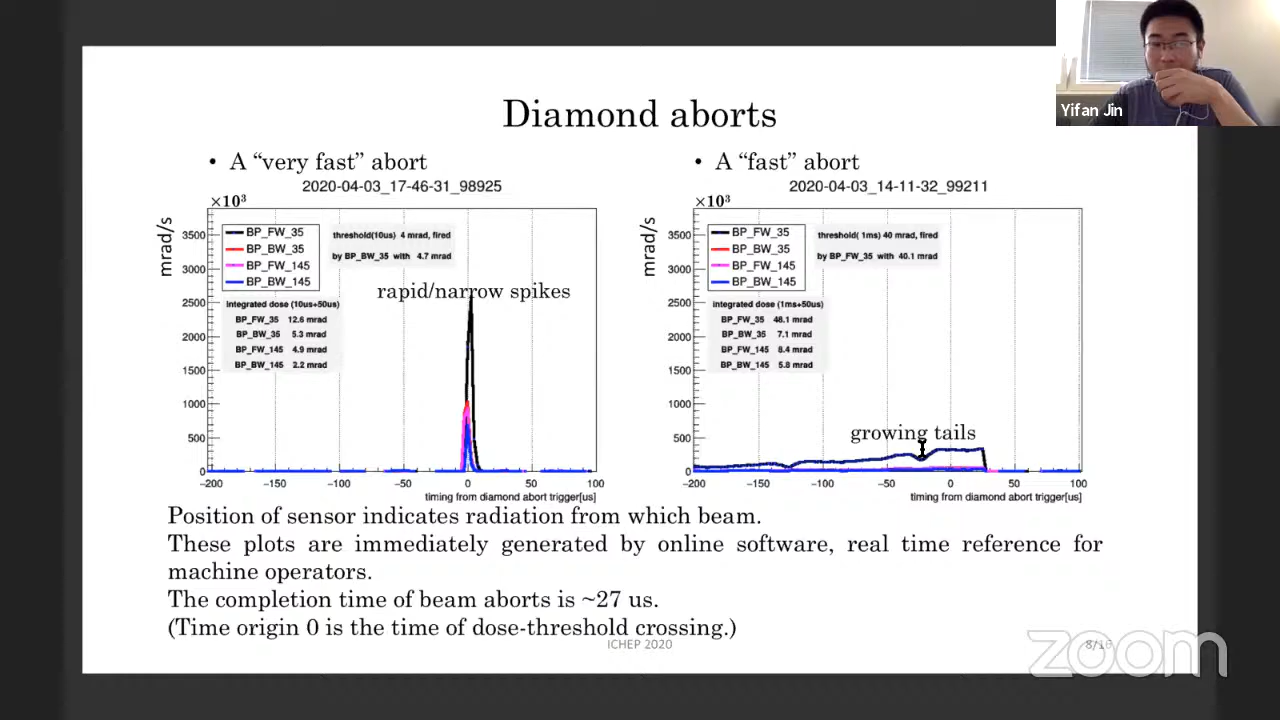 Yifan Jin
Diamond aborts
• A “very fast” abort
2020-04-03_17-46-31_98925
×10³
mrad/s
3500
3000
2500
2000
1500
1000
500
0
BP_FW_35
BP_BW_35
BP_FW_145
BP_BW_145
threshold(10us) 4 mrad, fired
by BP_BW_35 with 4.7 mrad
rapid/narrow spikes
integrated dose (10us+50us)
BP_FW_35 12.6 mrad
BP_BW_35 5.3 mrad
BP_FW_145 4.9 mrad
BP_BW_145 2.2 mrad
−200 −150 −100 −50 0 50 100
timing from diamond abort trigger[us]
• A “fast” abort
2020-04-03_14-11-32_99211
×10³
mrad/s
3500
3000
2500
2000
1500
1000
500
0
BP_FW_35
BP_BW_35
BP_FW_145
BP_BW_145
threshold( 1ms) 40 mrad, fired
by BP_FW_35 with 40.1 mrad
integrated dose (1ms+50us)
BP_FW_35 48.1 mrad
BP_BW_35 7.1 mrad
BP_FW_145 8.4 mrad
BP_BW_145 5.8 mrad
growing tails
−200 −150 −100 −50 0 50 100
timing from diamond abort trigger[us]
Position of sensor indicates radiation from which beam.
These plots are immediately generated by online software, real time reference for
machine operators.
The completion time of beam aborts is ~27 us.
(Time origin 0 is the time of dose-threshold crossing.)
ICHEP 2020
8/16
zoom